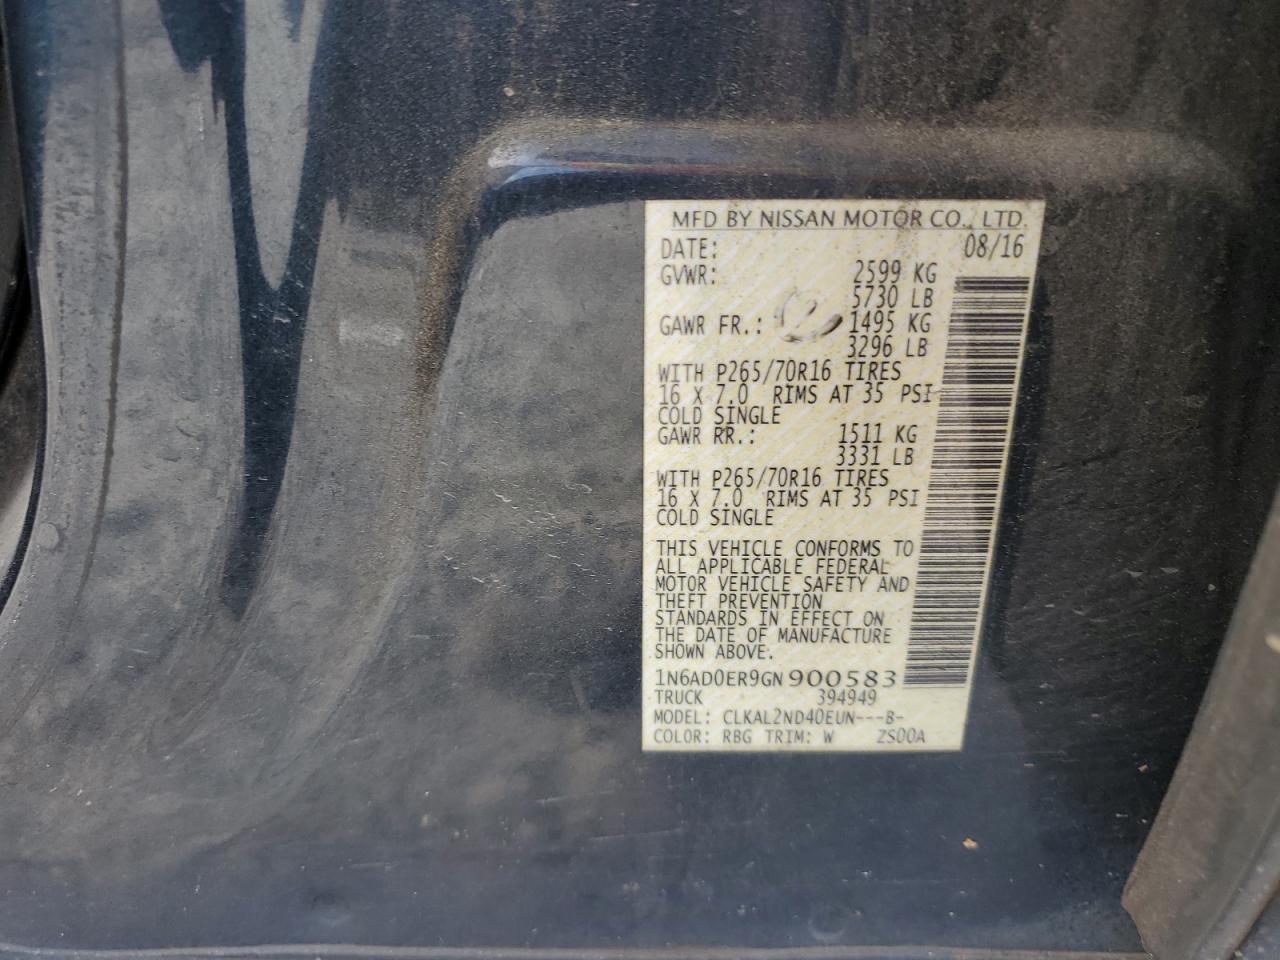 MFD BY NISSAN MOTOR CO., LTD.
DATE: 08/16
GVWR: 2599 KG
5730 LB
GAWR FR.: 1495 KG
3296 LB
WITH P265/70R16 TIRES
16 X 7.0 RIMS AT 35 PSI
COLD SINGLE
GAWR RR.: 1511 KG
3331 LB
WITH P265/70R16 TIRES
16 X 7.0 RIMS AT 35 PSI
COLD SINGLE
THIS VEHICLE CONFORMS TO
ALL APPLICABLE FEDERAL
MOTOR VEHICLE SAFETY AND
THEFT PREVENTION
STANDARDS IN EFFECT ON
THE DATE OF MANUFACTURE
SHOWN ABOVE.
1N6AD0ER9GN900583
TRUCK 394949
MODEL: CLKAL2ND40EUN---B-
COLOR: RBG TRIM: W ZS00A